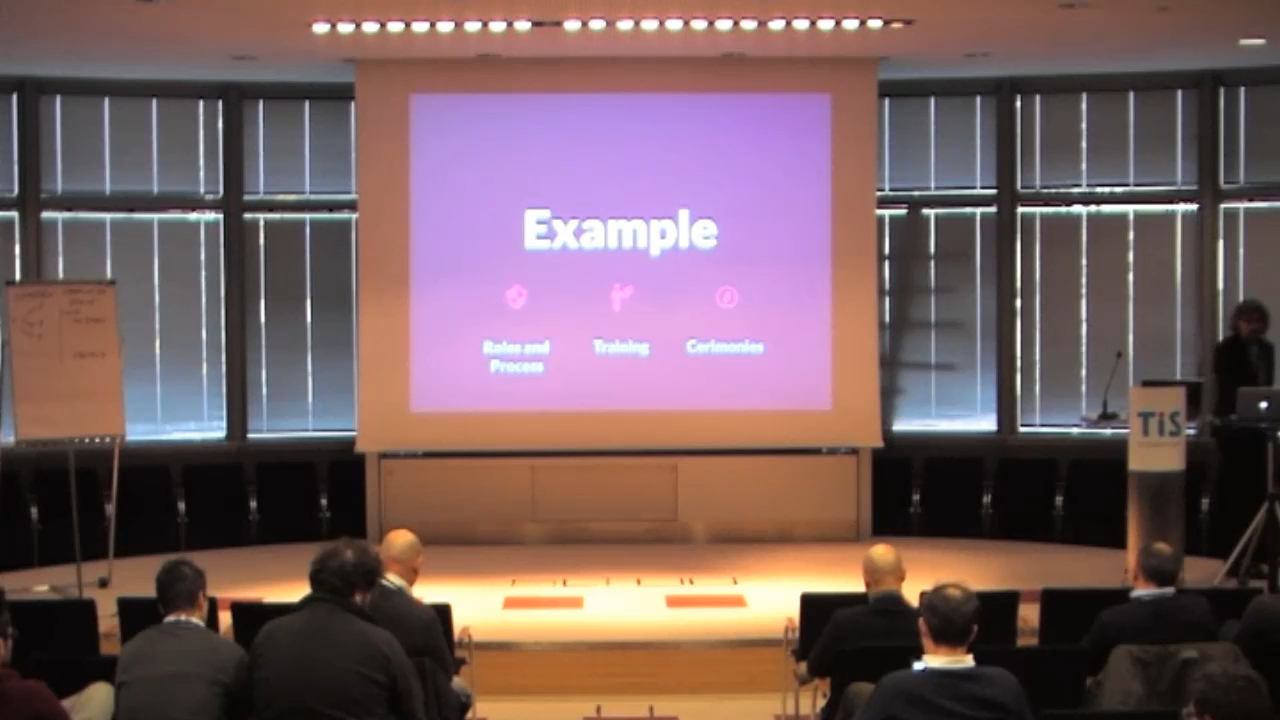 Example
Roles and
Process
Training
Cerimonies
TiS